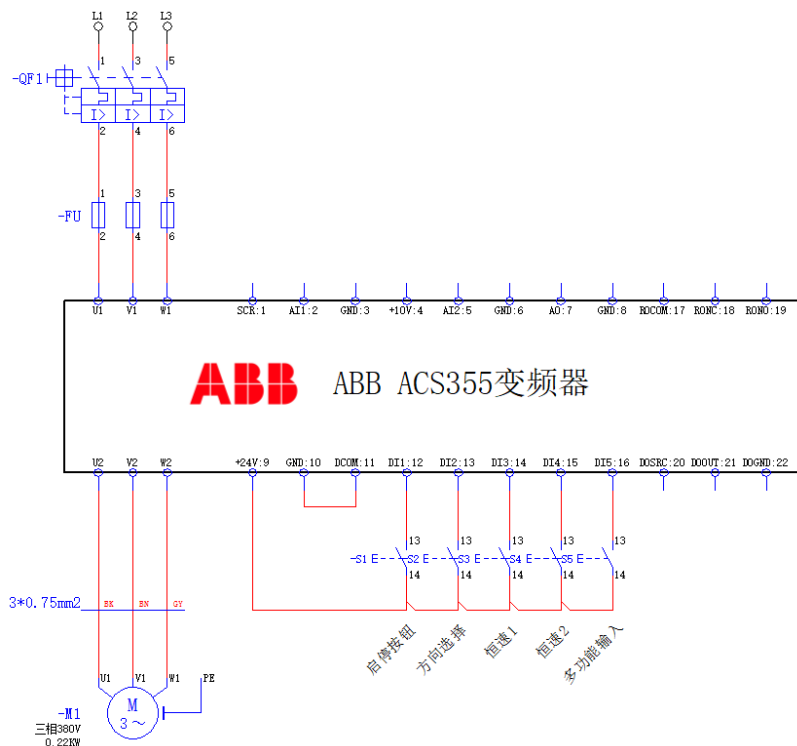 L1 L2 L3
1 3 5
-QF1
I> I> I>
2 4 6
1 3 5
-FU
2 4 6
U1 V1 W1 SCR:1 AI1:2 GND:3 +10V:4 AI2:5 GND:6 AO:7 GND:8 ROCOM:17 RONC:18 RONO:19
ABB ABB ACS355变频器
U2 V2 W2 +24V:9 GND:10 DCOM:11 DI1:12 DI2:13 DI3:14 DI4:15 DI5:16 DOSRC:20 DOOUT:21 DOGND:22
13 13 13 13 13
-S1 S2 S3 S4 S5
14 14 14 14 14
3*0.75mm2 BK BN GY
启停按钮 方向选择 恒速1 恒速2 多功能输入
U1 V1 W1 PE
M
-M1
3～
三相380V
0.22KW